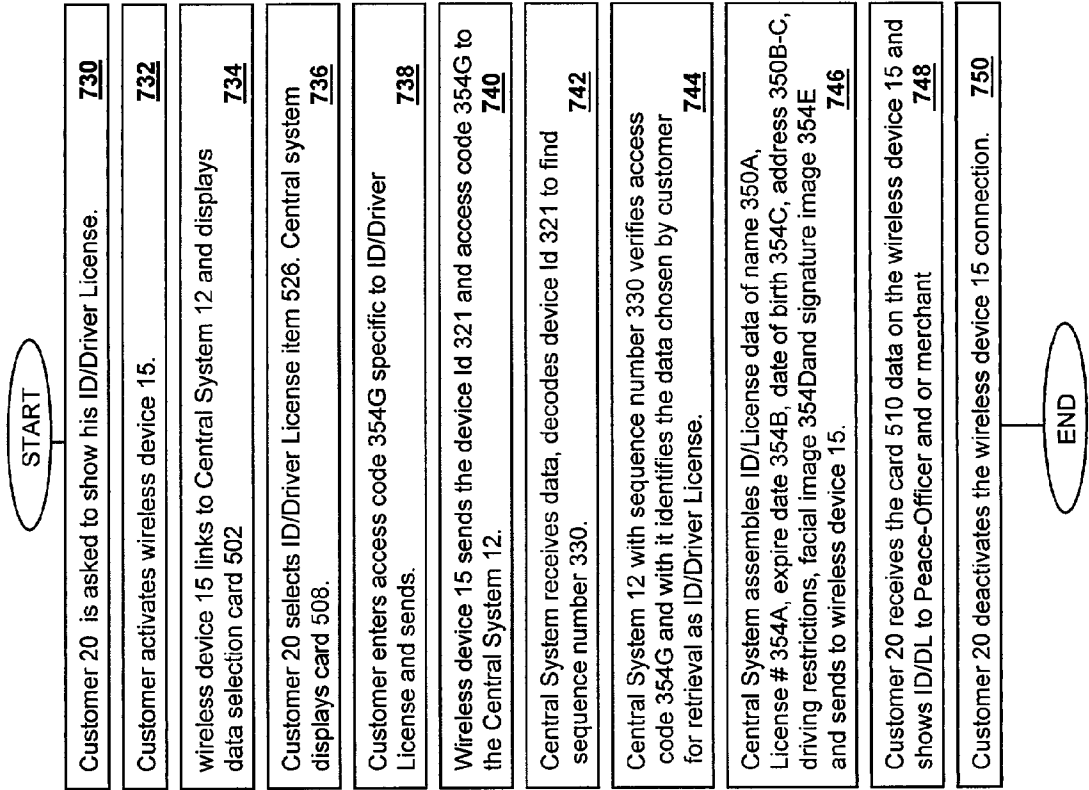 START
Customer 20 is asked to show his ID/Driver License. 730
Customer activates wireless device 15. 732
wireless device 15 links to Central System 12 and displays
data selection card 502 734
Customer 20 selects ID/Driver License item 526. Central system
displays card 508. 736
Customer enters access code 354G specific to ID/Driver
License and sends. 738
Wireless device 15 sends the device Id 321 and access code 354G to
the Central System 12. 740
Central System receives data, decodes device Id 321 to find
sequence number 330. 742
Central System 12 with sequence number 330 verifies access
code 354G and with it identifies the data chosen by customer
for retrieval as ID/Driver License. 744
Central System assembles ID/License data of name 350A,
License # 354A, expire date 354B, date of birth 354C, address 350B-C,
driving restrictions, facial image 354Dand signature image 354E
and sends to wireless device 15. 746
Customer 20 receives the card 510 data on the wireless device 15 and
shows ID/DL to Peace-Officer and or merchant 748
Customer 20 deactivates the wireless device 15 connection. 750
END